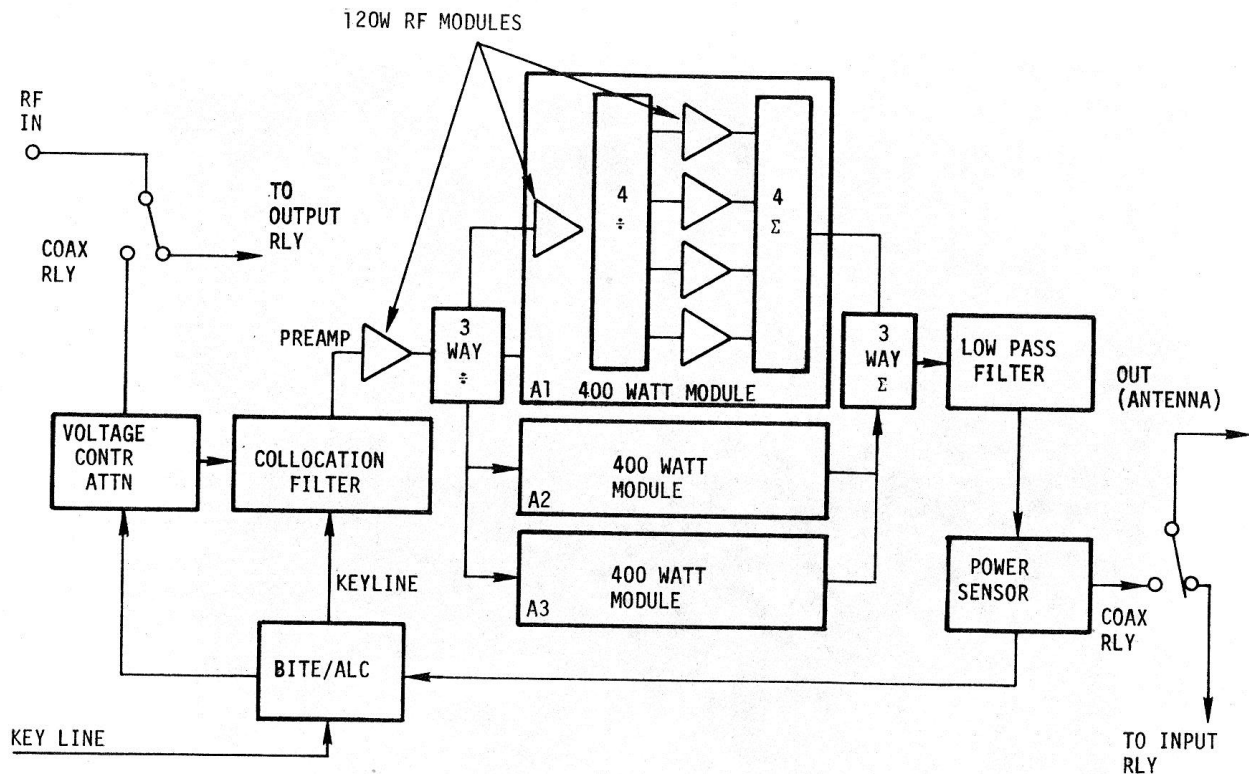 120W RF MODULES
RF
IN
TO
OUTPUT
RLY
COAX
RLY
PREAMP
3
WAY
÷
4
÷
4
Σ
A1 400 WATT MODULE
3
WAY
Σ
LOW PASS
FILTER
OUT
(ANTENNA)
VOLTAGE
CONTR
ATTN
COLLOCATION
FILTER
400 WATT
MODULE
A2
400 WATT
MODULE
A3
POWER
SENSOR
COAX
RLY
KEYLINE
BITE/ALC
KEY LINE
TO INPUT
RLY